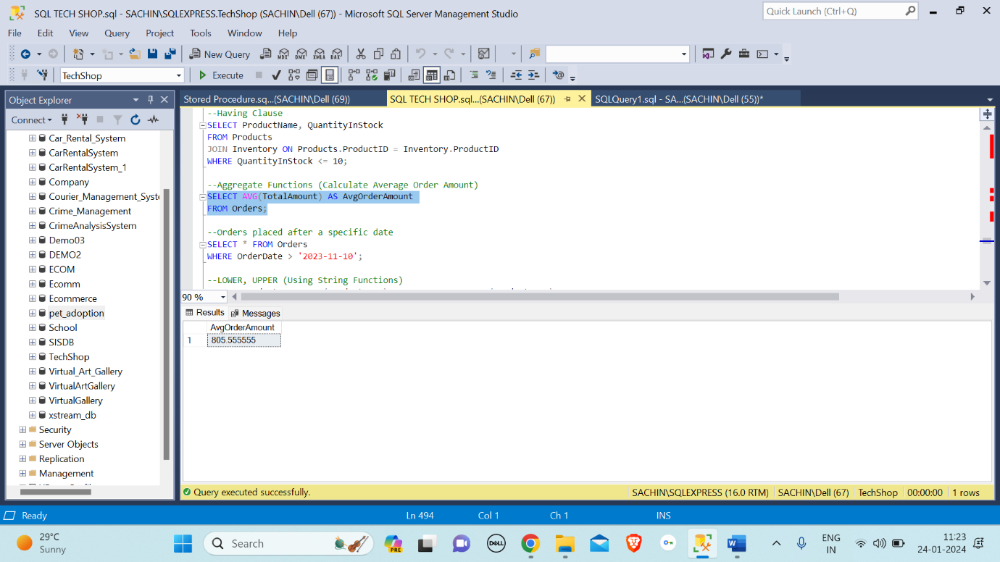 SQL TECH SHOP.sql - SACHIN\SQLEXPRESS.TechShop (SACHIN\Dell (67)) - Microsoft SQL Server Management Studio
Quick Launch (Ctrl+Q)
File Edit View Query Project Tools Window Help
New Query
MDX DMX XMLA DAX
TechShop
Execute
Object Explorer
Connect
Car_Rental_System
CarRentalSystem
CarRentalSystem_1
Company
Courier_Management_Syste
Crime_Management
CrimeAnalysisSystem
Demo03
DEMO2
ECOM
Ecomm
Ecommerce
pet_adoption
School
SISDB
TechShop
Virtual_Art_Gallery
VirtualArtGallery
VirtualGallery
xstream_db
Security
Server Objects
Replication
Management
Stored Procedure.sq...(SACHIN\Dell (69))
SQL TECH SHOP.sql...(SACHIN\Dell (67))
SQLQuery1.sql - SA...(SACHIN\Dell (55))*
--Having Clause
SELECT ProductName, QuantityInStock
FROM Products
JOIN Inventory ON Products.ProductID = Inventory.ProductID
WHERE QuantityInStock <= 10;
--Aggregate Functions (Calculate Average Order Amount)
SELECT AVG(TotalAmount) AS AvgOrderAmount
FROM Orders;
--Orders placed after a specific date
SELECT * FROM Orders
WHERE OrderDate > '2023-11-10';
--LOWER, UPPER (Using String Functions)
90 %
Results Messages
AvgOrderAmount
1 805.555555
Query executed successfully.
SACHIN\SQLEXPRESS (16.0 RTM) SACHIN\Dell (67) TechShop 00:00:00 1 rows
Ready Ln 494 Col 1 Ch 1 INS
29°C
Sunny
Search
PRE
DELL
ENG
IN
11:23
24-01-2024